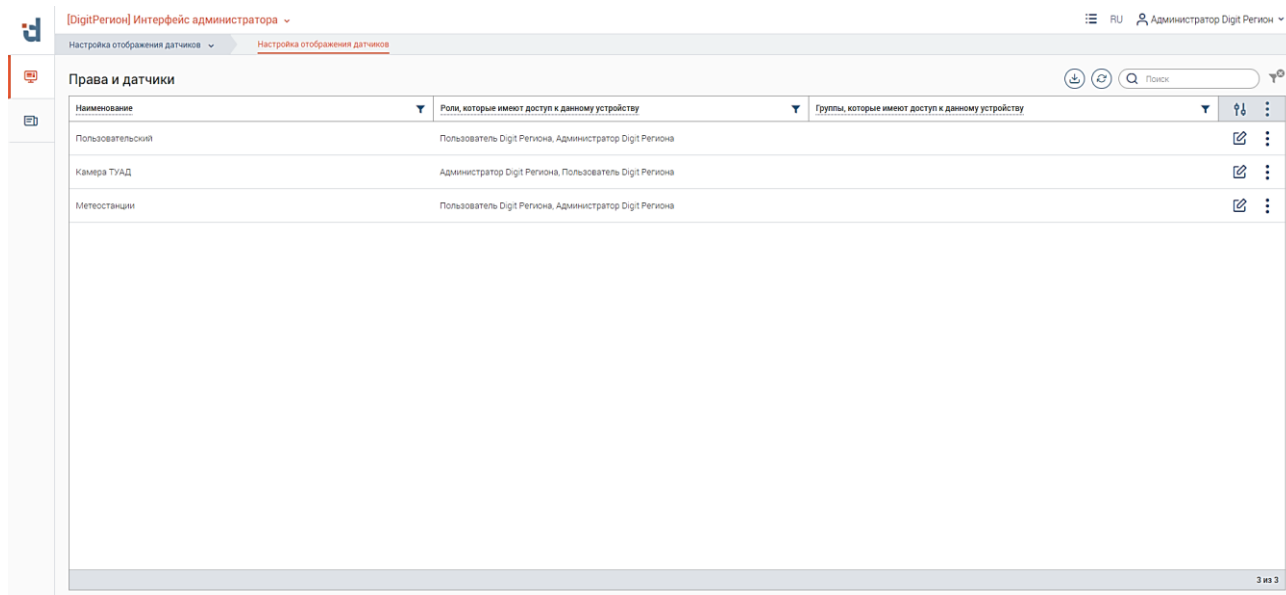 [DigitРегион] Интерфейс администратора
RU Администратор Digit Регион
Настройка отображения датчиков Настройка отображения датчиков
Права и датчики
Поиск
Наименование Роли, которые имеют доступ к данному устройству Группы, которые имеют доступ к данному устройству
Пользовательский Пользователь Digit Региона, Администратор Digit Региона
Камера ТУАД Администратор Digit Региона, Пользователь Digit Региона
Метеостанции Пользователь Digit Региона, Администратор Digit Региона
3 из 3